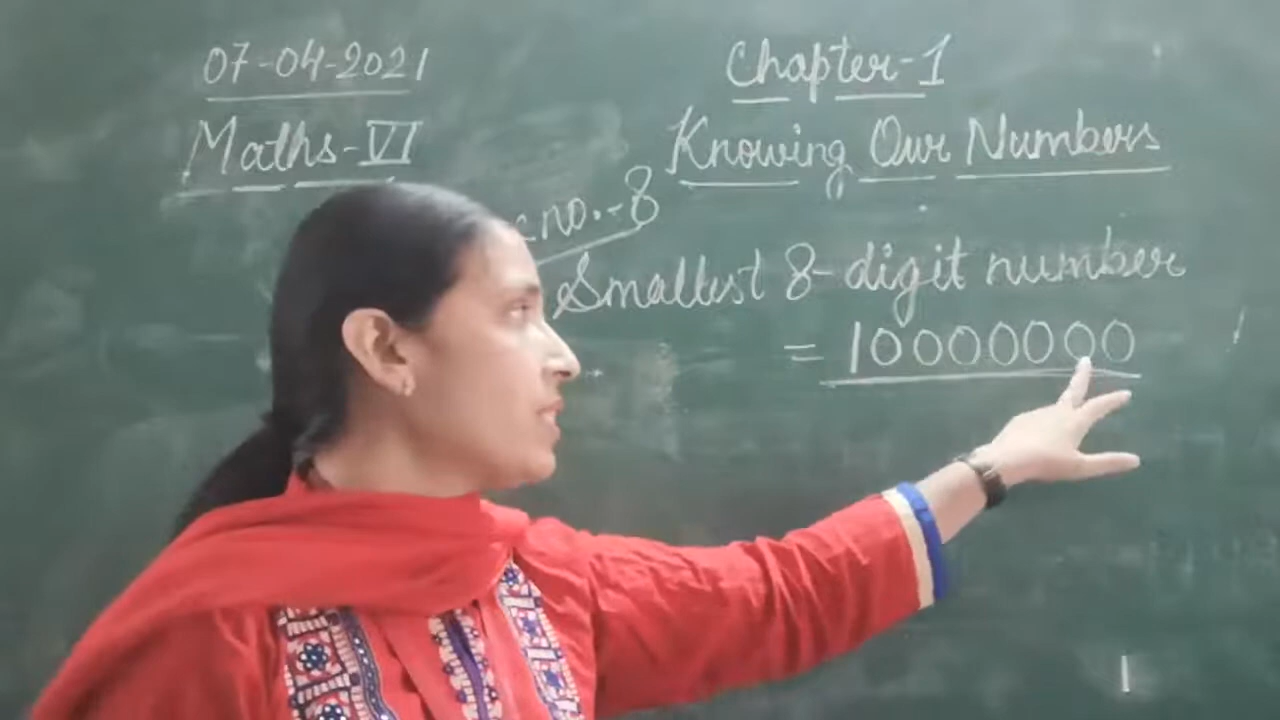 07-04-2021
Maths-VI
Chapter-1
Knowing Our Numbers
no.-8
Smallest 8-digit number
= 10000000